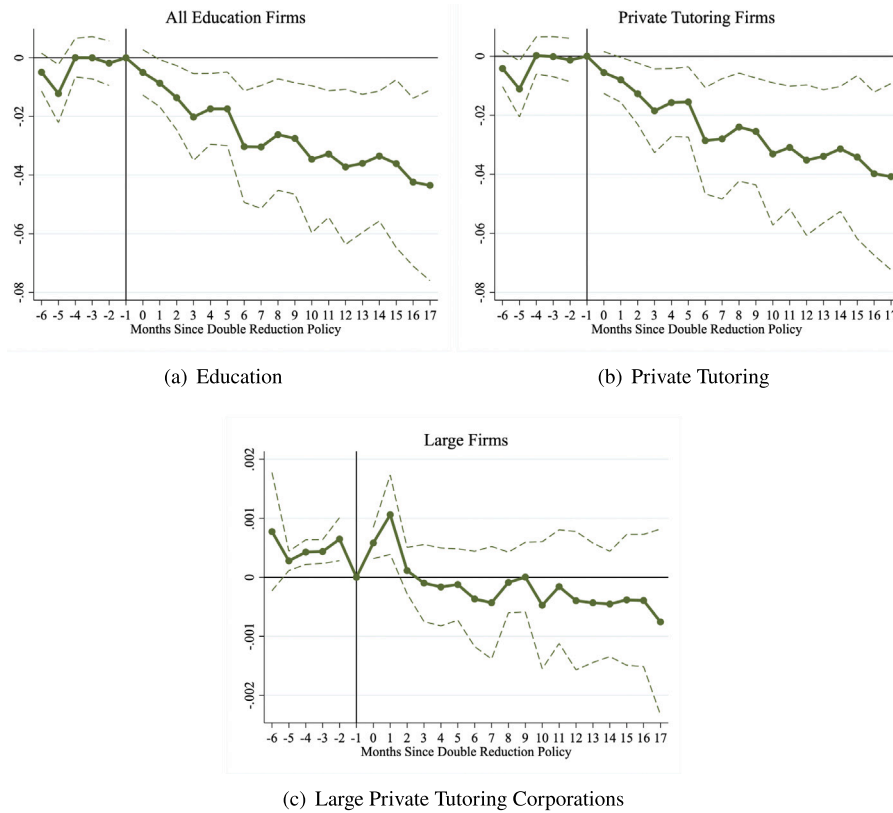 All Education Firms
0
-.02
-.04
-.06
-.08
-6 -5 -4 -3 -2 -1 0 1 2 3 4 5 6 7 8 9 10 11 12 13 14 15 16 17
Months Since Double Reduction Policy
(a) Education
Private Tutoring Firms
0
-.02
-.04
-.06
-.08
-6 -5 -4 -3 -2 -1 0 1 2 3 4 5 6 7 8 9 10 11 12 13 14 15 16 17
Months Since Double Reduction Policy
(b) Private Tutoring
Large Firms
.002
.001
0
-.001
-.002
-6 -5 -4 -3 -2 -1 0 1 2 3 4 5 6 7 8 9 10 11 12 13 14 15 16 17
Months Since Double Reduction Policy
(c) Large Private Tutoring Corporations